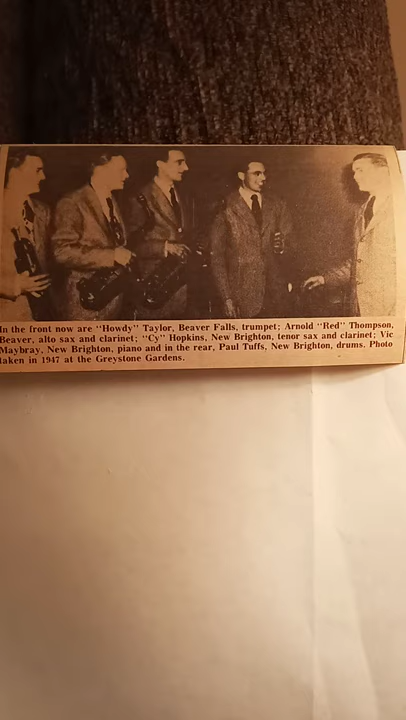 In the front now are "Howdy" Taylor, Beaver Falls, trumpet; Arnold "Red" Thompson,
Beaver, alto sax and clarinet; "Cy" Hopkins, New Brighton, tenor sax and clarinet; Vic
Maybray, New Brighton, piano and in the rear, Paul Tuffs, New Brighton, drums. Photo
taken in 1947 at the Greystone Gardens.